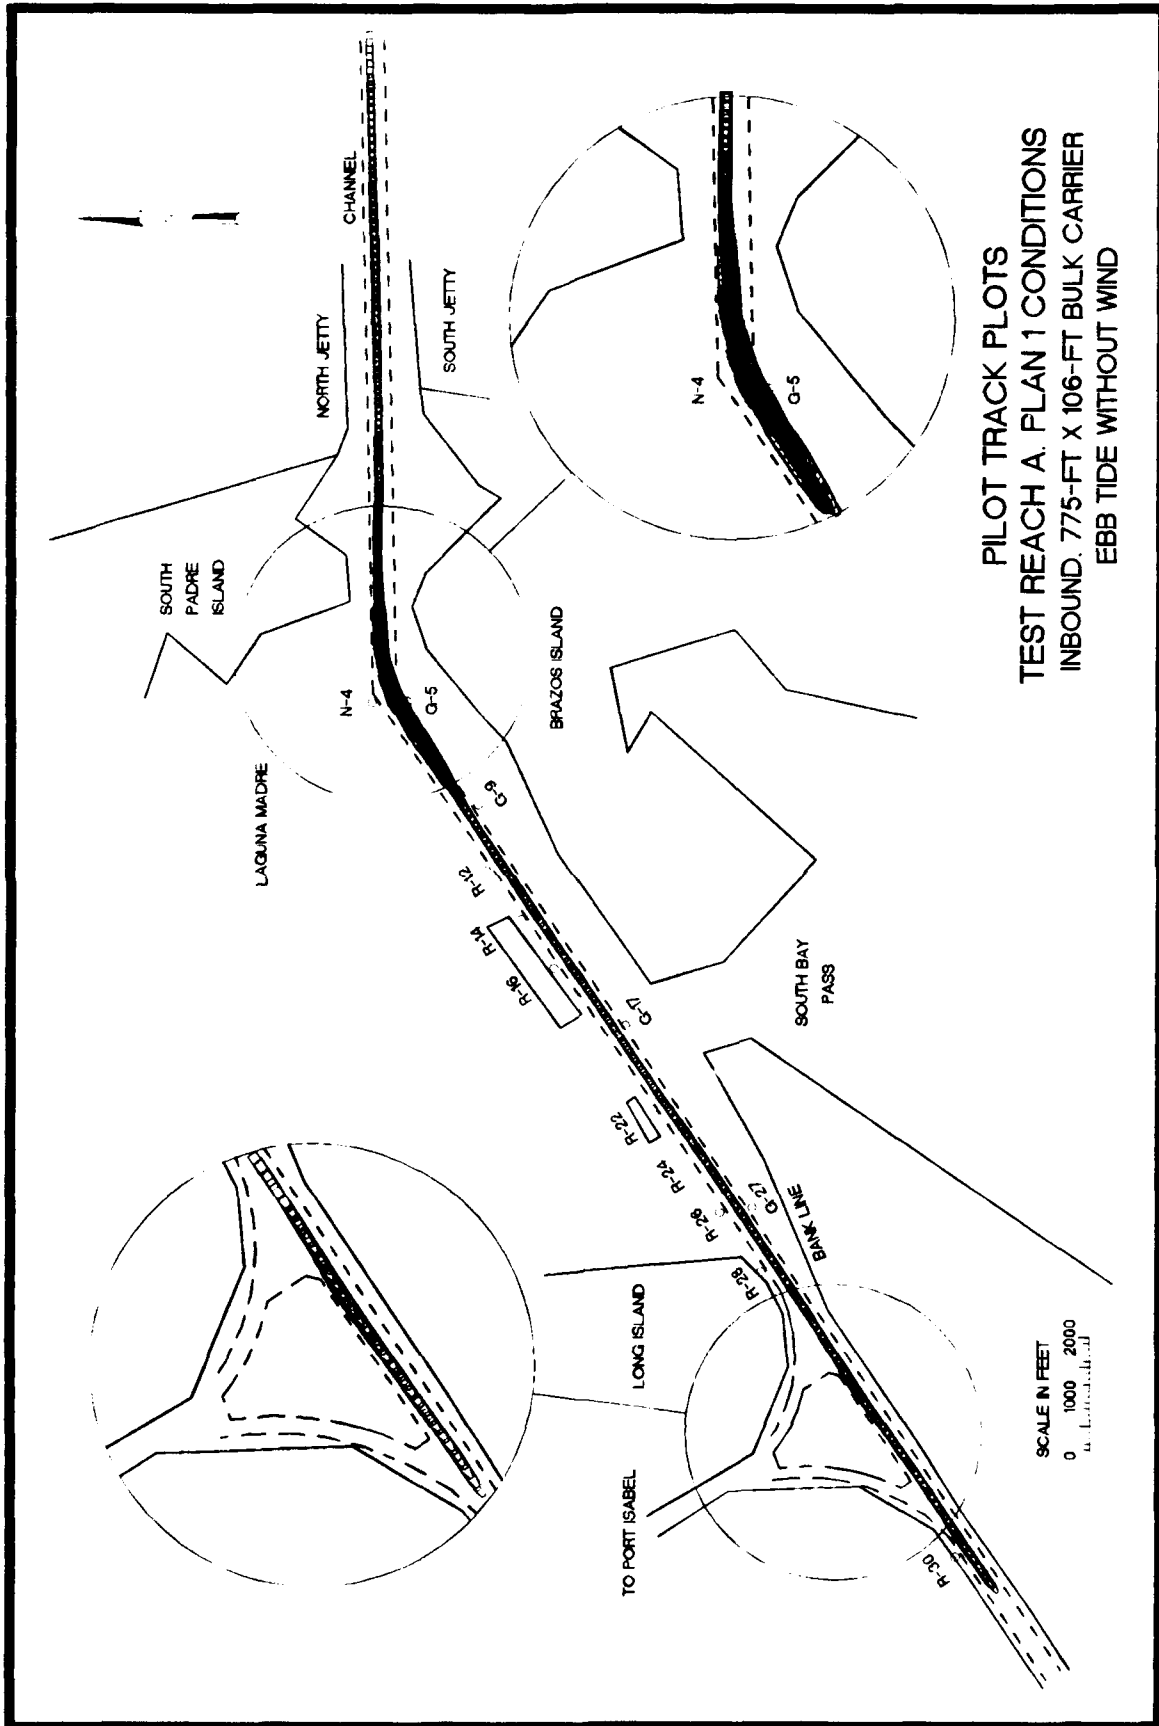 CHANNEL
NORTH JETTY
SOUTH JETTY
SOUTH
PADRE
ISLAND
N-4
G-5
LAGUNA MADRE
BRAZOS ISLAND
G-9
R-12
R-14
R-16
G-17
SOUTH BAY
PASS
R-22
R-24
R-26
G-27
BANK LINE
R-28
LONG ISLAND
TO PORT ISABEL
R-30
N-4
G-5
SCALE IN FEET
0 1000 2000
PILOT TRACK PLOTS
TEST REACH A. PLAN 1 CONDITIONS
INBOUND. 775-FT X 106-FT BULK CARRIER
EBB TIDE WITHOUT WIND